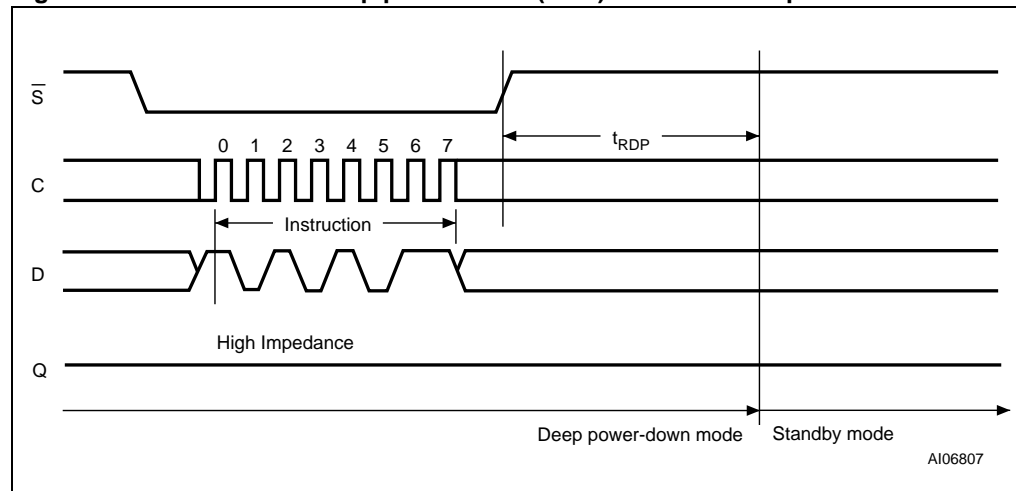 S
0 1 2 3 4 5 6 7
tRDP
C
Instruction
D
High Impedance
Q
Deep power-down mode Standby mode
AI06807